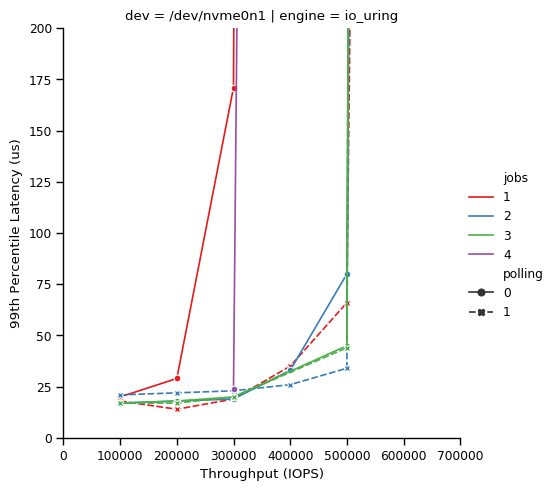 dev = /dev/nvme0n1 | engine = io_uring
200
175
150
125
100
75
50
25
0
99th Percentile Latency (us)
0 100000 200000 300000 400000 500000 600000 700000
Throughput (IOPS)
jobs
1
2
3
4
polling
0
1